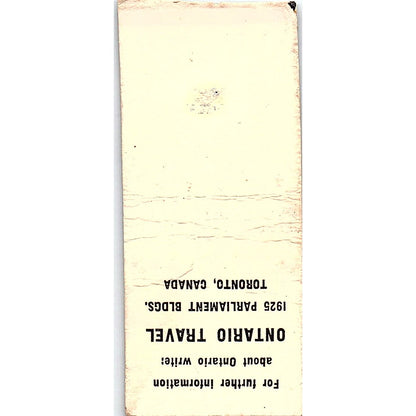 For further information
about Ontario write:
ONTARIO TRAVEL
1925 PARLIAMENT BLDGS.
TORONTO, CANADA